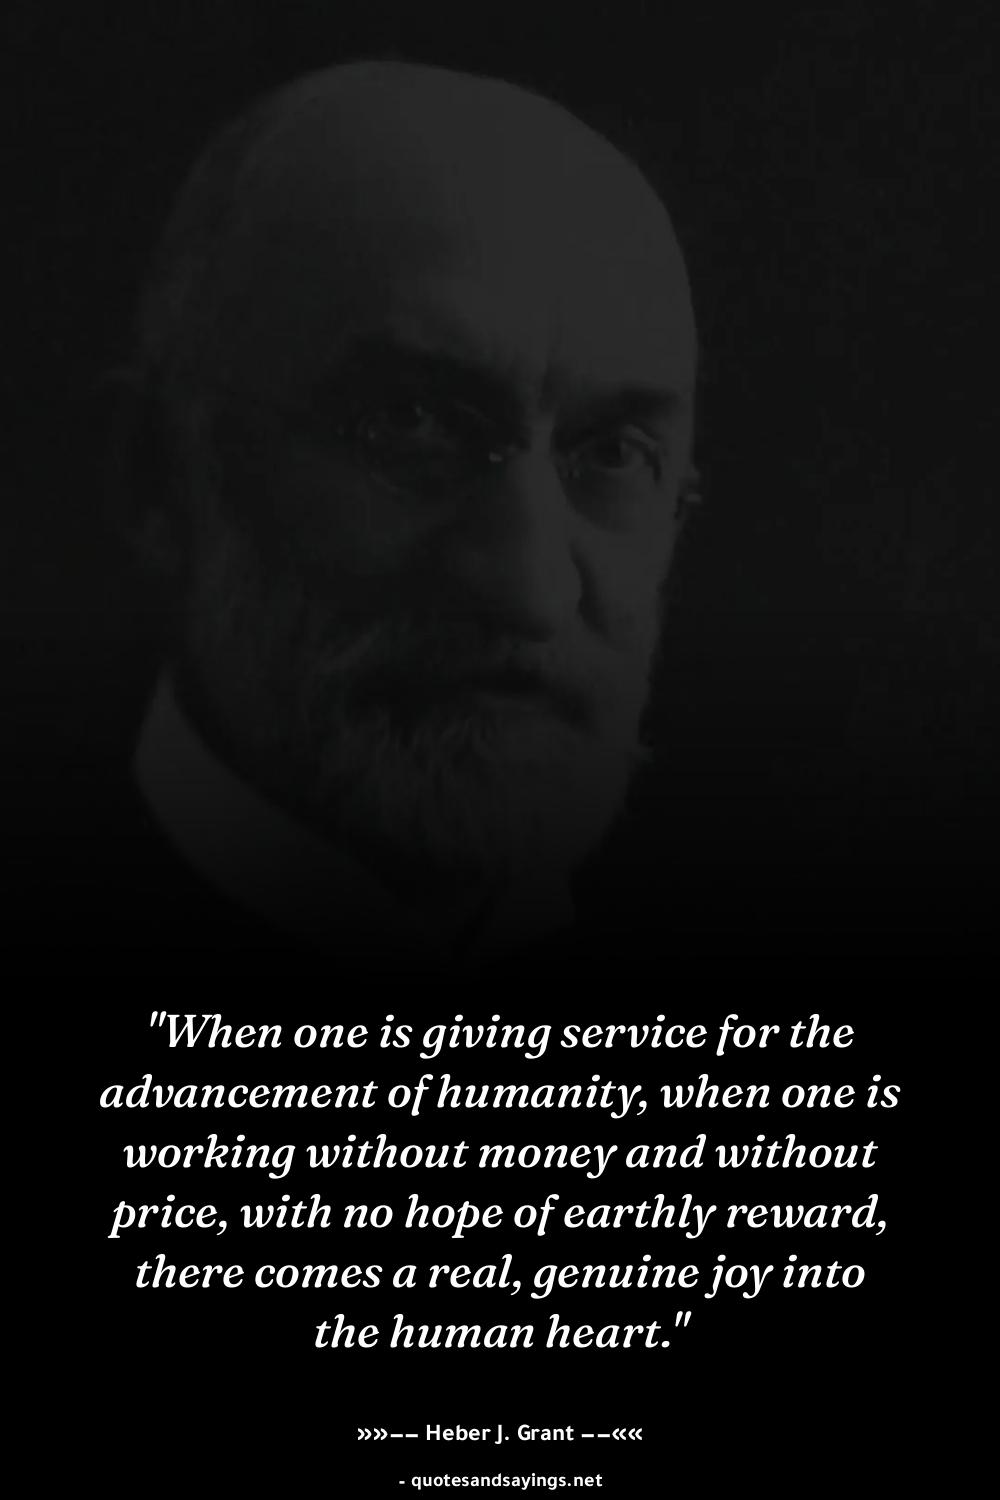 "When one is giving service for the
advancement of humanity, when one is
working without money and without
price, with no hope of earthly reward,
there comes a real, genuine joy into
the human heart."
»»–– Heber J. Grant ––««
- quotesandsayings.net